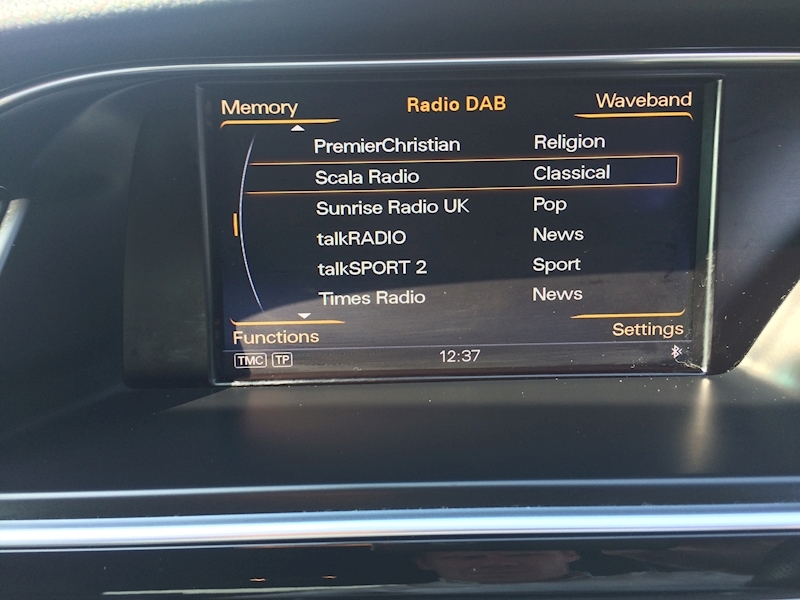 Memory Radio DAB Waveband
PremierChristian Religion
Scala Radio Classical
Sunrise Radio UK Pop
talkRADIO News
talkSPORT 2 Sport
Times Radio News
Functions Settings
TMC TP 12:37